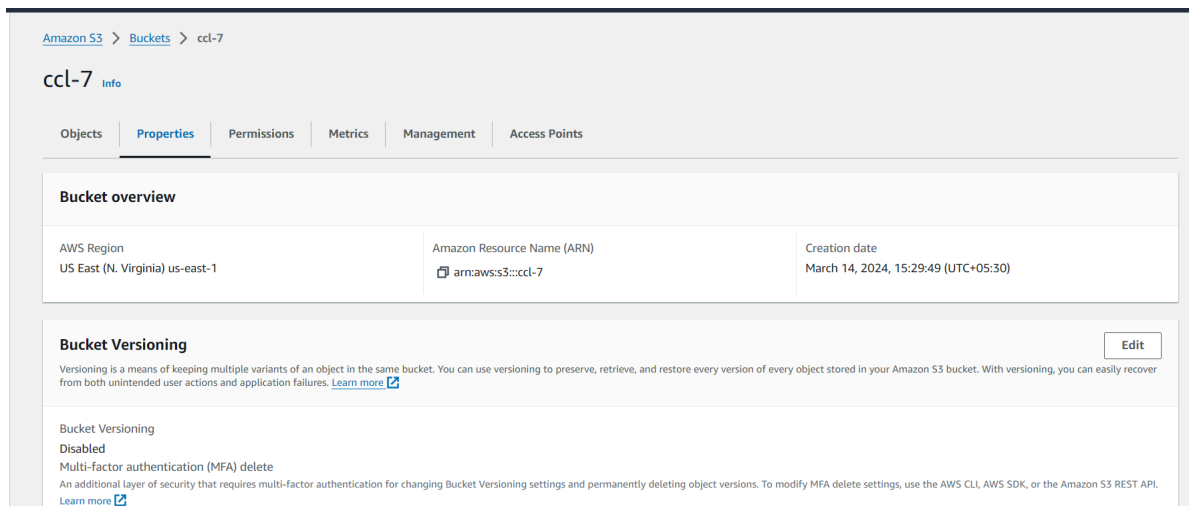 Amazon S3 > Buckets > ccl-7
ccl-7 Info
Objects Properties Permissions Metrics Management Access Points
Bucket overview
AWS Region
US East (N. Virginia) us-east-1
Amazon Resource Name (ARN)
arn:aws:s3:::ccl-7
Creation date
March 14, 2024, 15:29:49 (UTC+05:30)
Bucket Versioning
Edit
Versioning is a means of keeping multiple variants of an object in the same bucket. You can use versioning to preserve, retrieve, and restore every version of every object stored in your Amazon S3 bucket. With versioning, you can easily recover
from both unintended user actions and application failures. Learn more
Bucket Versioning
Disabled
Multi-factor authentication (MFA) delete
An additional layer of security that requires multi-factor authentication for changing Bucket Versioning settings and permanently deleting object versions. To modify MFA delete settings, use the AWS CLI, AWS SDK, or the Amazon S3 REST API.
Learn more